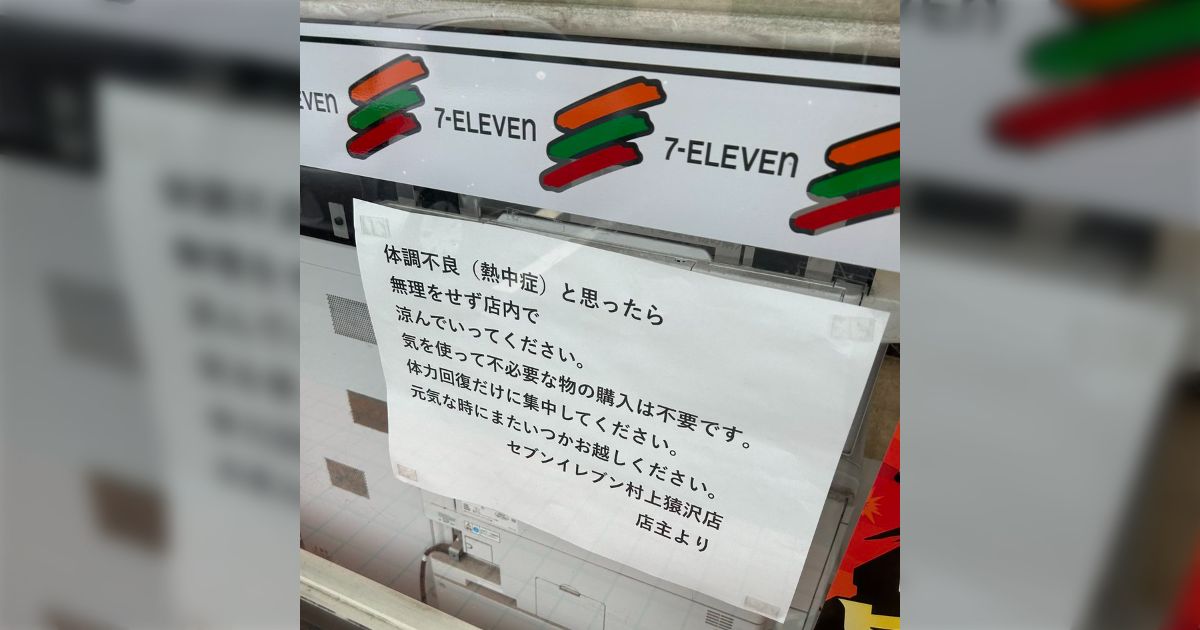 7-ELEVEn
7-ELEVEn
体調不良（熱中症）と思ったら
無理をせず店内で
涼んでいってください。
気を使って不必要な物の購入は不要です。
体力回復だけに集中してください。
元気な時にまたいつかお越しください。
セブンイレブン村上猿沢店
店主より